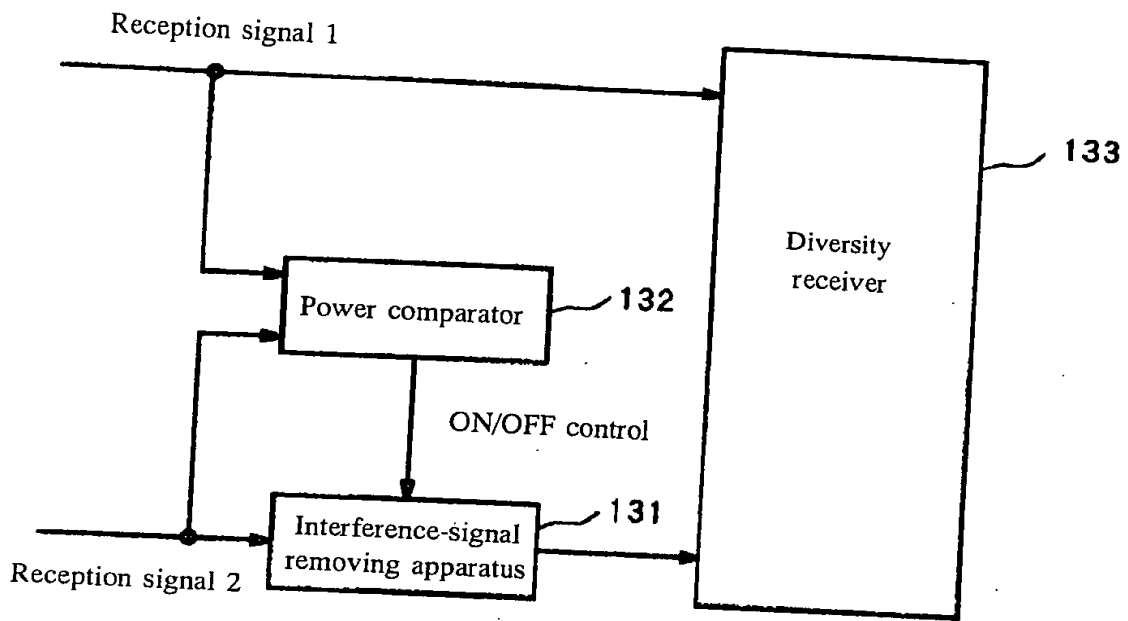 Reception signal 1
133
Diversity
receiver
Power comparator
132
ON/OFF control
Interference-signal
removing apparatus
131
Reception signal 2